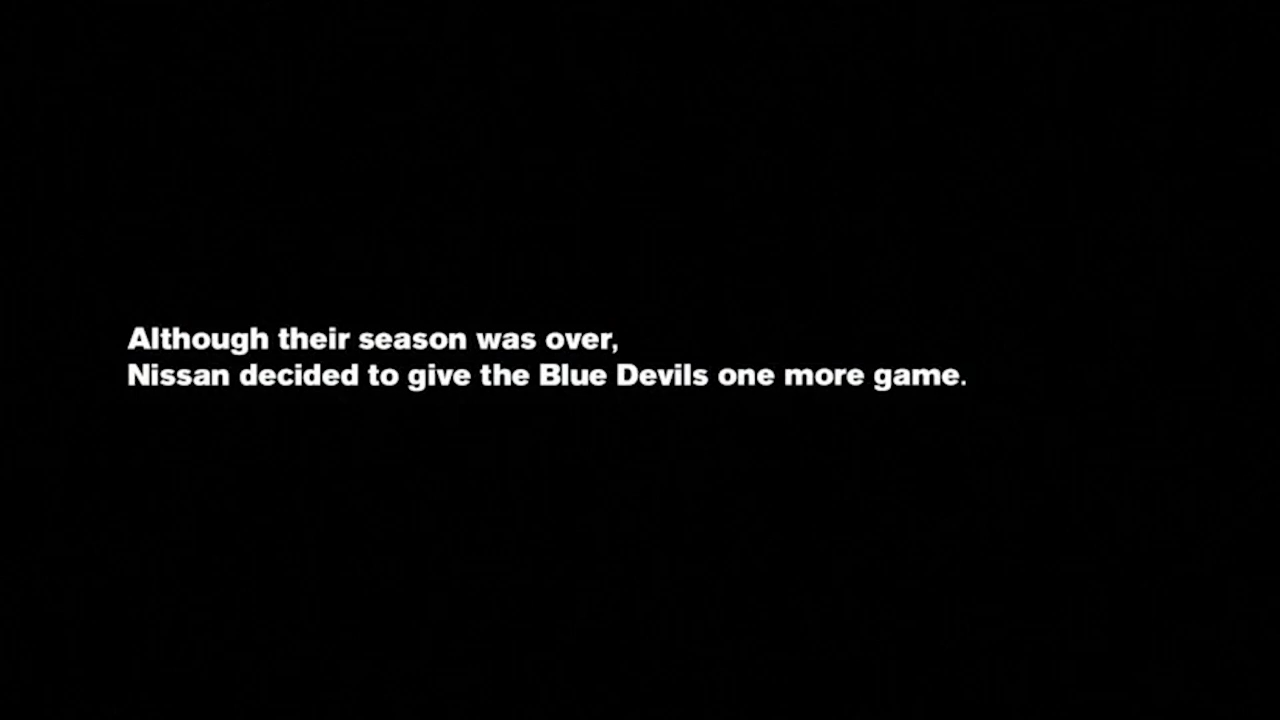 Although their season was over,
Nissan decided to give the Blue Devils one more game.